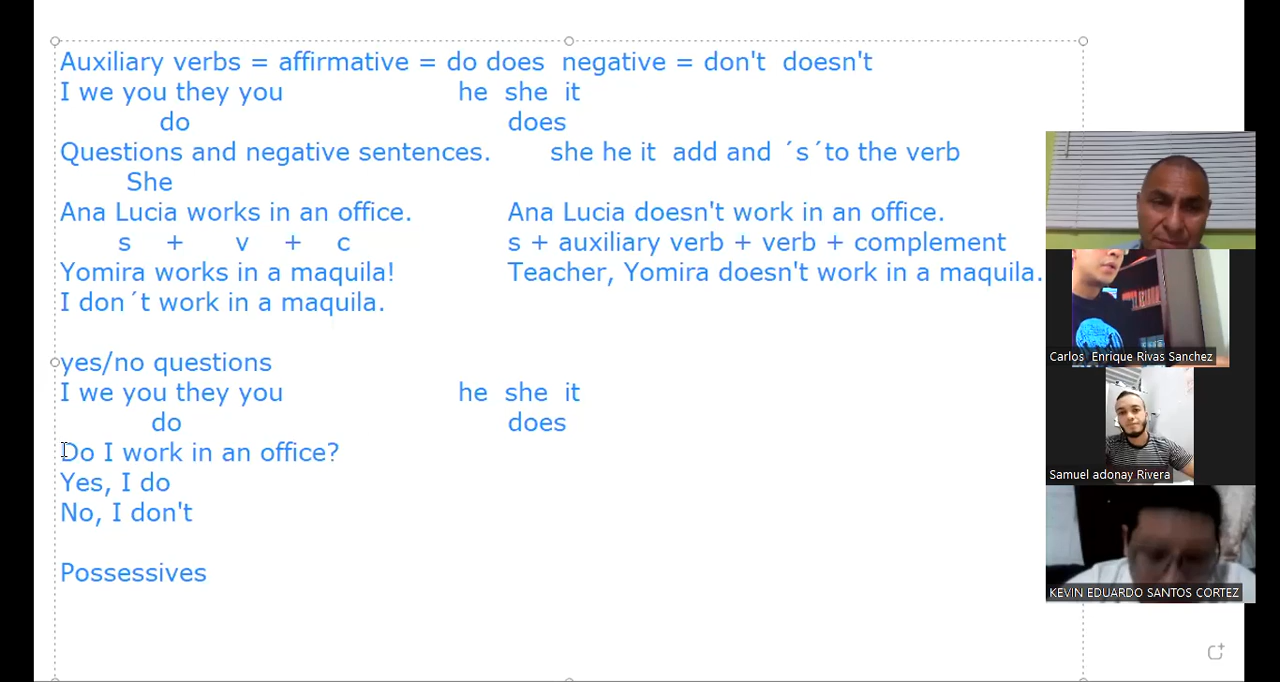 Auxiliary verbs = affirmative = do does negative = don't doesn't
I we you they you he she it
do does
Questions and negative sentences. she he it add and ´s´to the verb
She
Ana Lucia works in an office. Ana Lucia doesn't work in an office.
s + v + c s + auxiliary verb + verb + complement
Yomira works in a maquila! Teacher, Yomira doesn't work in a maquila.
I don´t work in a maquila.
yes/no questions
I we you they you he she it
do does
Do I work in an office?
Yes, I do
No, I don't
Possessives
Carlos Enrique Rivas Sanchez
Samuel adonay Rivera
KEVIN EDUARDO SANTOS CORTEZ